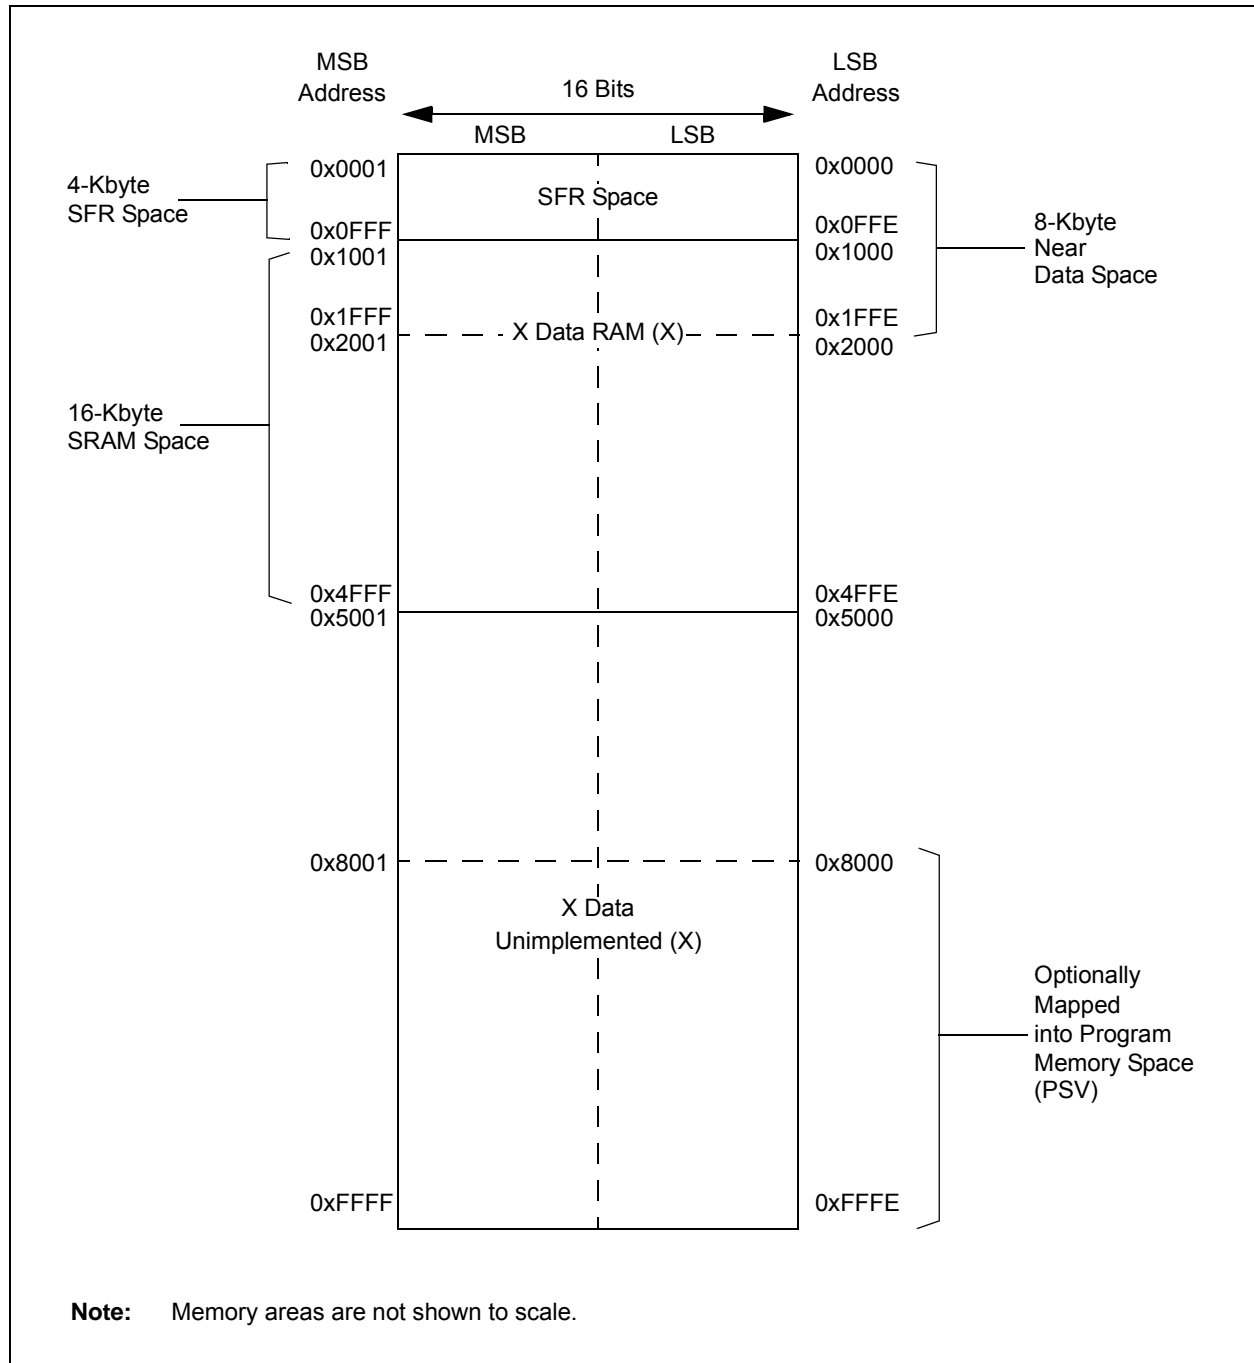 MSB
Address
LSB
Address
16 Bits
MSB
LSB
0x0001
0x0000
4-Kbyte
SFR Space
SFR Space
0x0FFF
0x0FFE
0x1001
0x1000
8-Kbyte
Near
Data Space
0x1FFF
0x1FFE
X Data RAM (X)
0x2001
0x2000
16-Kbyte
SRAM Space
0x4FFF
0x4FFE
0x5001
0x5000
0x8001
0x8000
X Data
Unimplemented (X)
Optionally
Mapped
into Program
Memory Space
(PSV)
0xFFFF
0xFFFE
Note: Memory areas are not shown to scale.